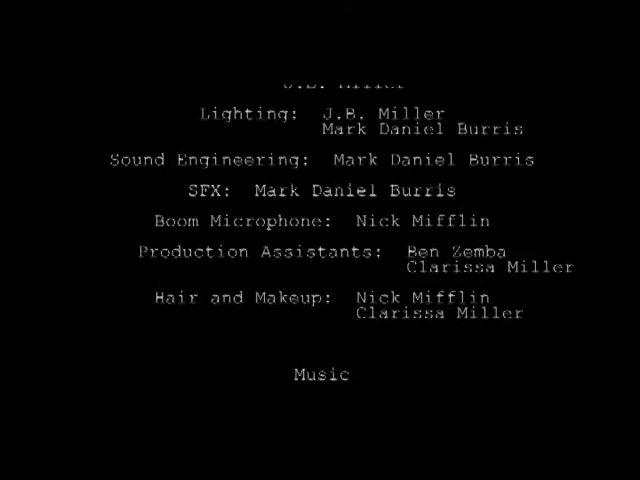 J.B. Miller
Lighting: J.B. Miller
Mark Daniel Burris
Sound Engineering: Mark Daniel Burris
SFX: Mark Daniel Burris
Boom Microphone: Nick Mifflin
Production Assistants: Ben Zemba
Clarissa Miller
Hair and Makeup: Nick Mifflin
Clarissa Miller
Music